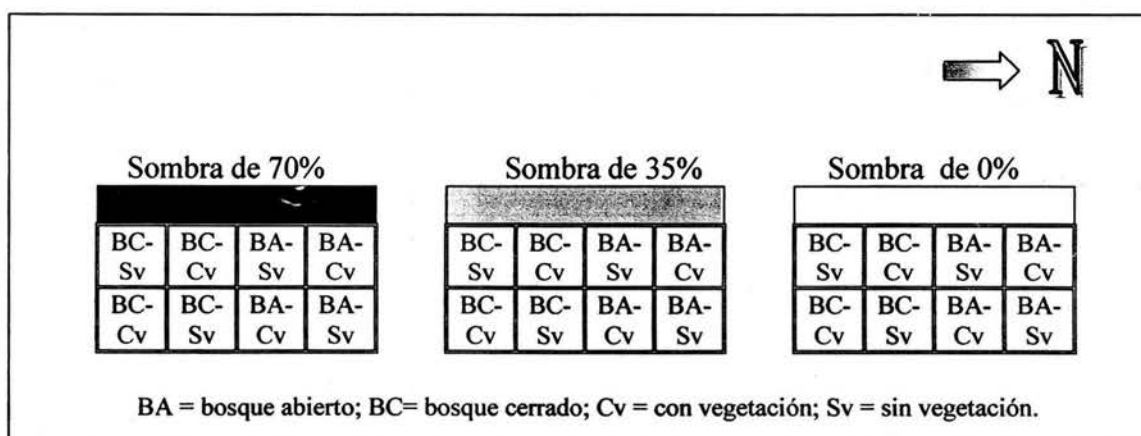 N
Sombra de 70% Sombra de 35% Sombra de 0%
BC- BC- BA- BA- BC- BC- BA- BA- BC- BC- BA- BA-
Sv Cv Sv Cv Sv Cv Sv Cv Sv Cv Sv Cv
BC- BC- BA- BA- BC- BC- BA- BA- BC- BC- BA- BA-
Cv Sv Cv Sv Cv Sv Cv Sv Cv Sv Cv Sv
BA = bosque abierto; BC= bosque cerrado; Cv = con vegetación; Sv = sin vegetación.